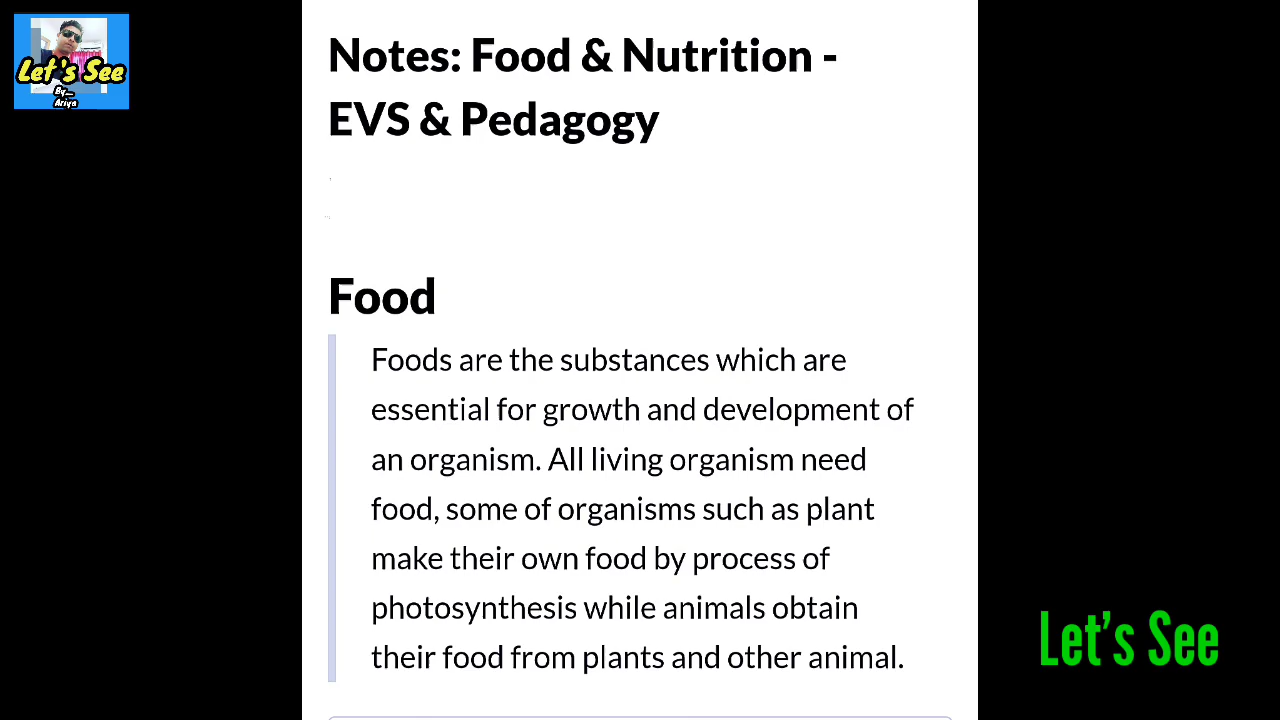 Let's See
By_
Ariya
Notes: Food & Nutrition -
EVS & Pedagogy
Food
Foods are the substances which are
essential for growth and development of
an organism. All living organism need
food, some of organisms such as plant
make their own food by process of
photosynthesis while animals obtain
their food from plants and other animal.
Let's See